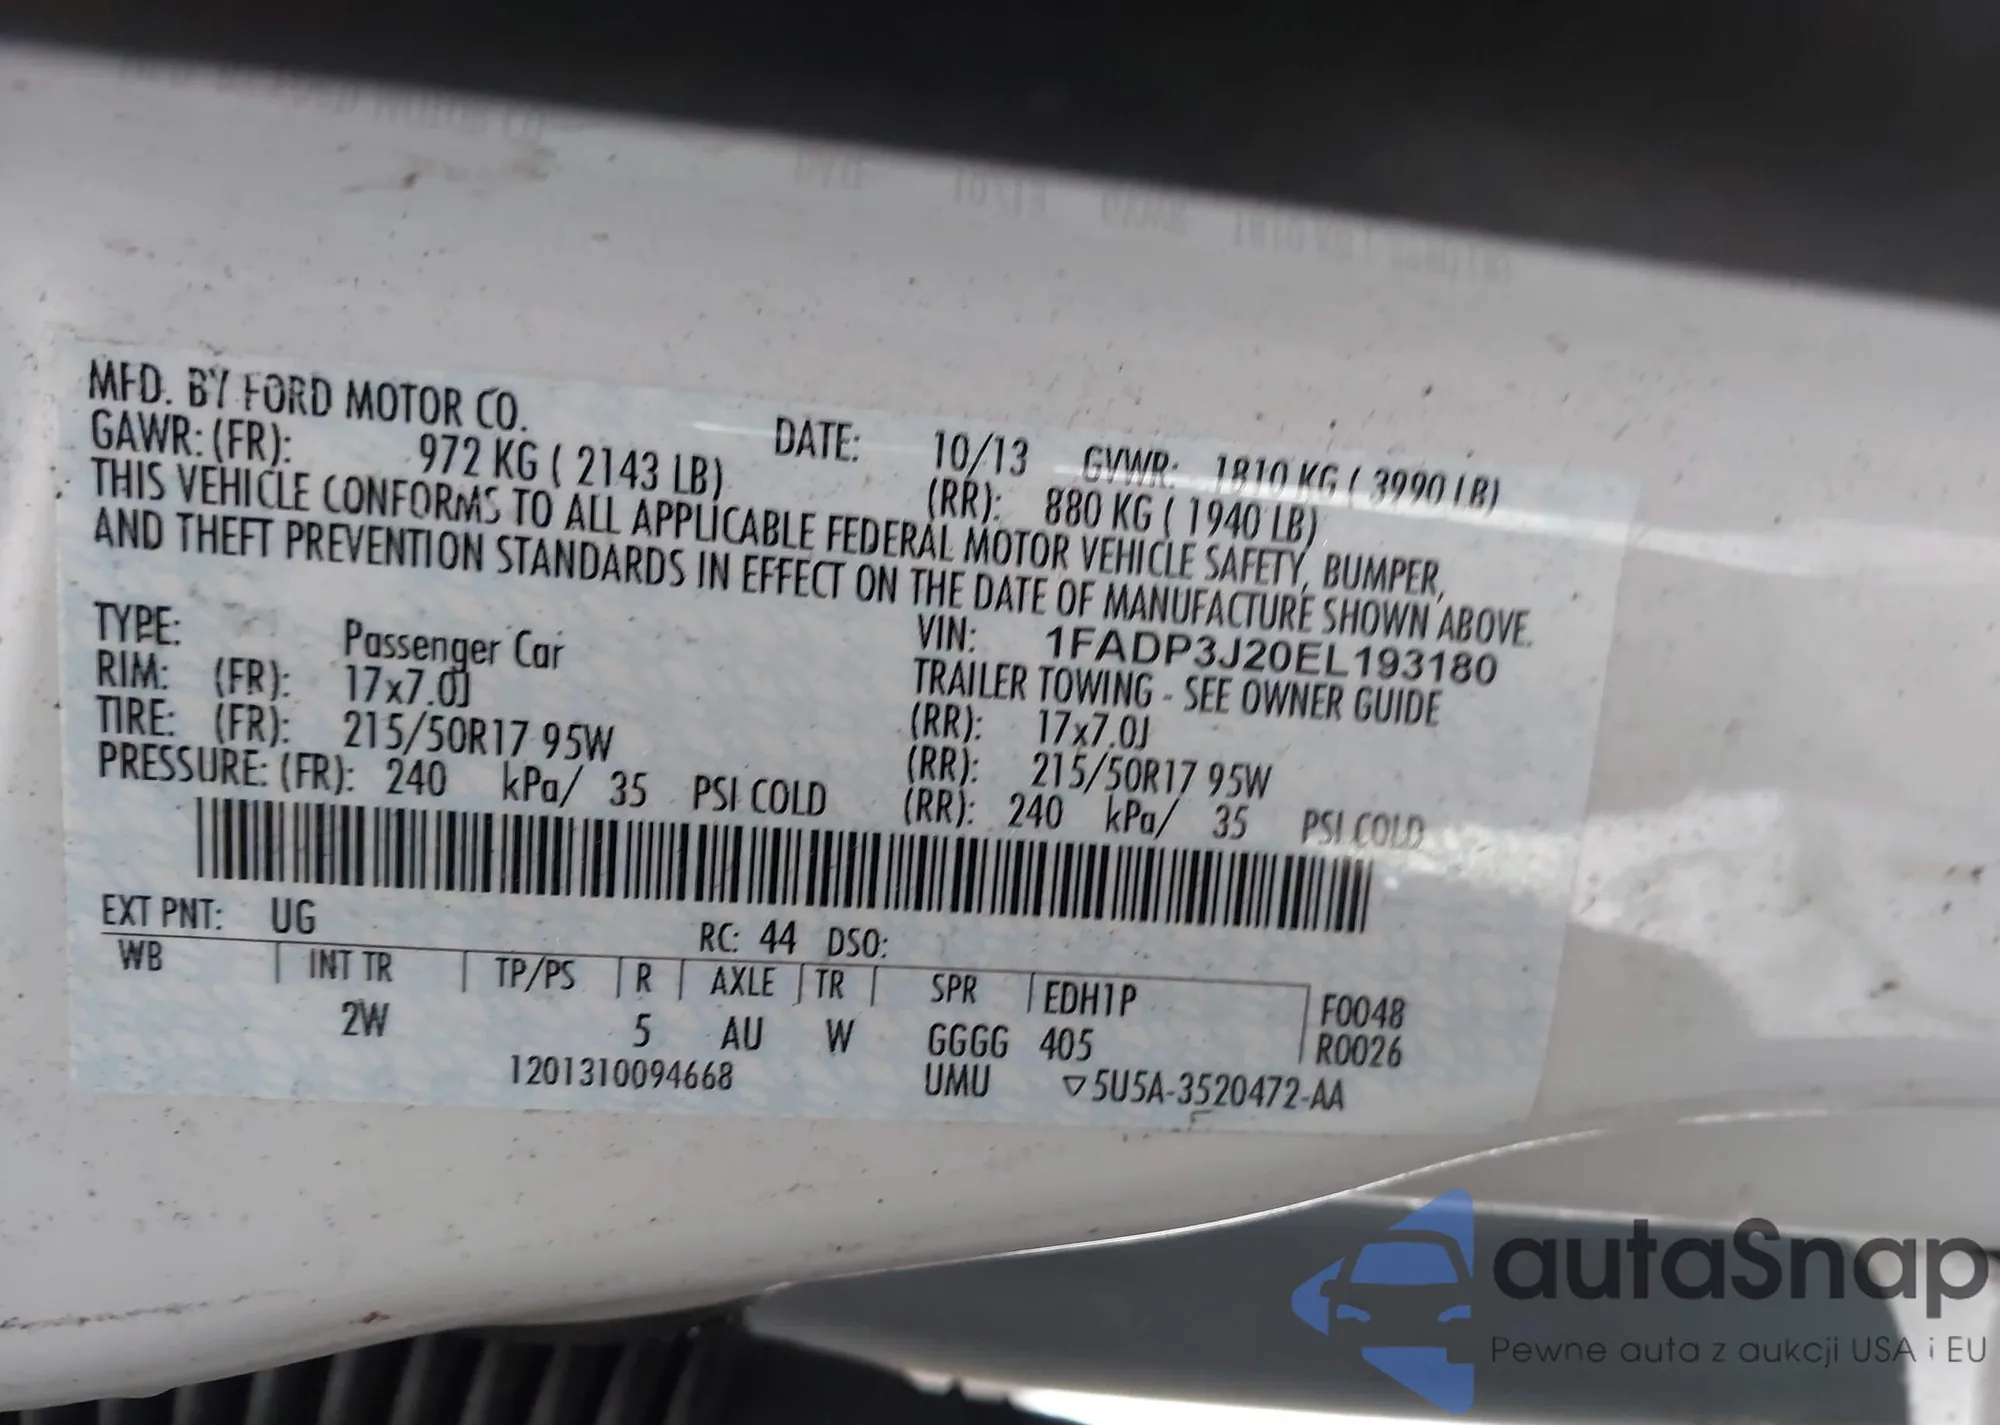 MFD. BY FORD MOTOR CO.
DATE: 10/13 GVWR: 1810 KG ( 3990 LB)
GAWR: (FR): 972 KG ( 2143 LB) (RR): 880 KG ( 1940 LB)
THIS VEHICLE CONFORMS TO ALL APPLICABLE FEDERAL MOTOR VEHICLE SAFETY, BUMPER,
AND THEFT PREVENTION STANDARDS IN EFFECT ON THE DATE OF MANUFACTURE SHOWN ABOVE.
VIN: 1FADP3J20EL193180
TYPE: Passenger Car TRAILER TOWING - SEE OWNER GUIDE
RIM: (FR): 17x7.0J (RR): 17x7.0J
TIRE: (FR): 215/50R17 95W (RR): 215/50R17 95W
PRESSURE: (FR): 240 kPa/ 35 PSI COLD (RR): 240 kPa/ 35 PSI COLD
EXT PNT: UG RC: 44 DSO:
WB INT TR TP/PS R AXLE TR SPR EDH1P F0048
2W 5 AU W GGGG 405 R0026
1201310094668 UMU ▽5U5A-3520472-AA
autaSnap
Pewne auta z aukcji USA i EU